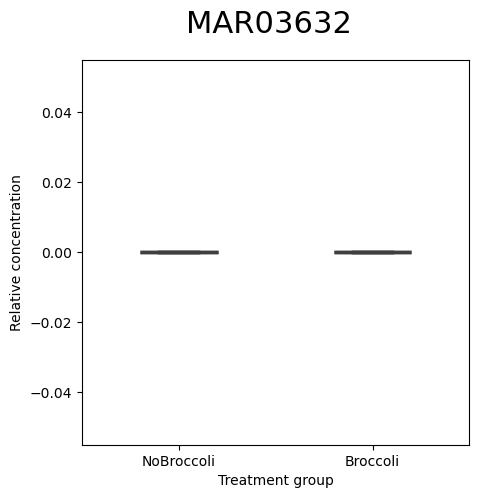 MAR03632
Relative concentration
0.04
0.02
0.00
−0.02
−0.04
NoBroccoli
Broccoli
Treatment group